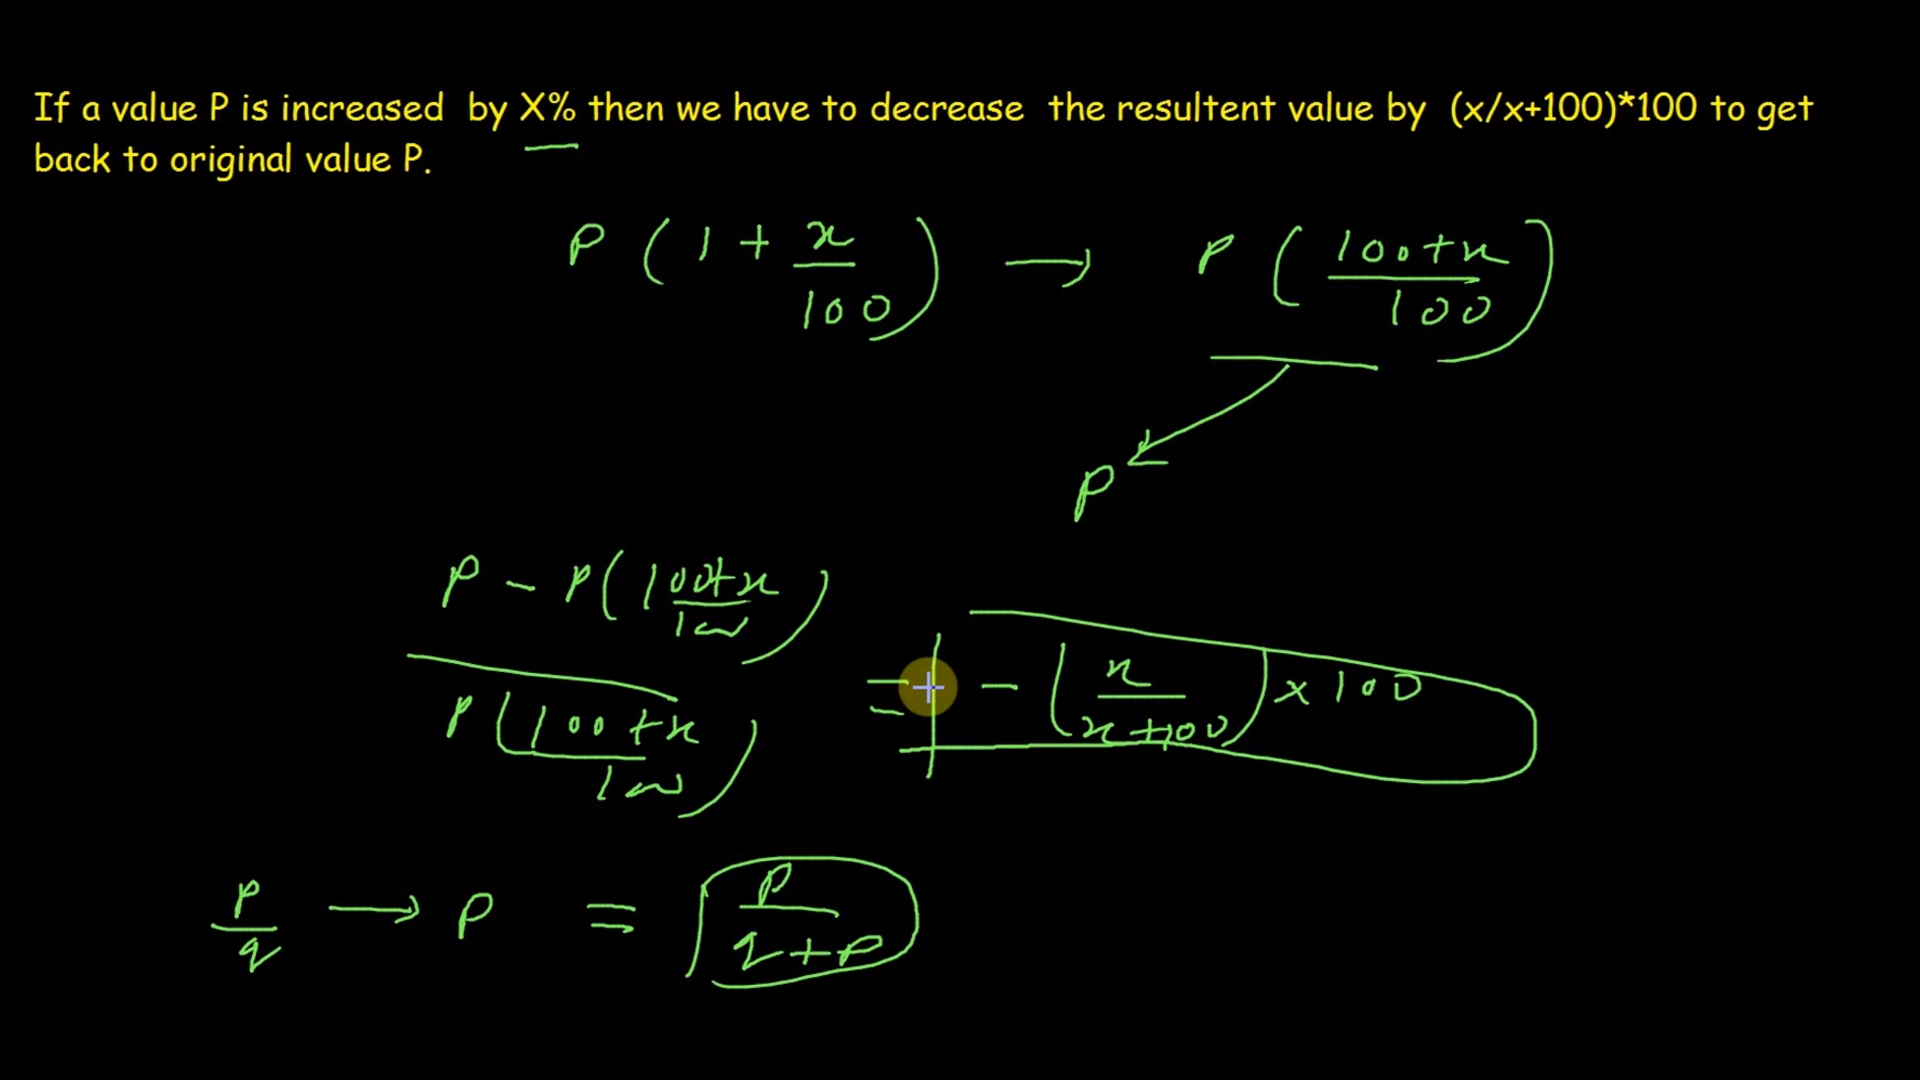 If a value P is increased by X% then we have to decrease the resultent value by (x/x+100)*100 to get
back to original value P.
P ( 1 + x/100 ) → P ( 100+x/100 )
P
P - P( 100+x/100 )
P( 100+x/100 )
= - ( x/x+100 ) x 100
p/q → P = p/q+p